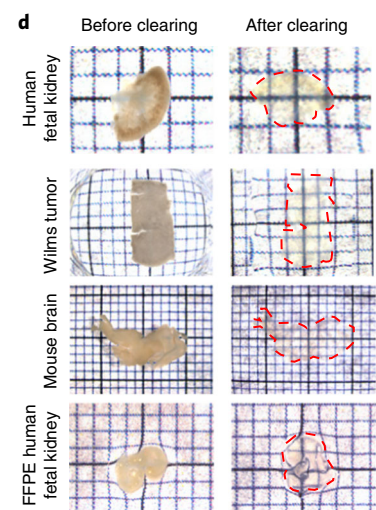 d
Before clearing
After clearing
Human
fetal kidney
Wilms tumor
Mouse brain
FFPE human
fetal kidney